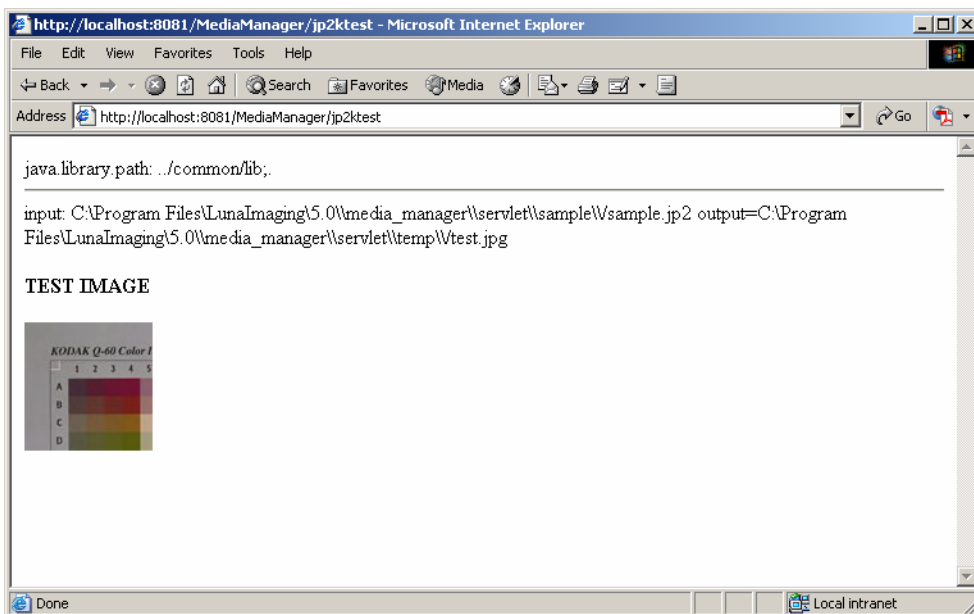 http://localhost:8081/MediaManager/jp2ktest - Microsoft Internet Explorer
File Edit View Favorites Tools Help
Back Search Favorites Media
Address http://localhost:8081/MediaManager/jp2ktest Go
java.library.path: ../common/lib;.
input: C:\Program Files\LunaImaging\5.0\\media_manager\\servlet\\sample\\/sample.jp2 output=C:\Program
Files\LunaImaging\5.0\\media_manager\\servlet\\temp\\/test.jpg
TEST IMAGE
KODAK Q-60 Color I
1 2 3 4 5
A
B
C
D
Done Local intranet